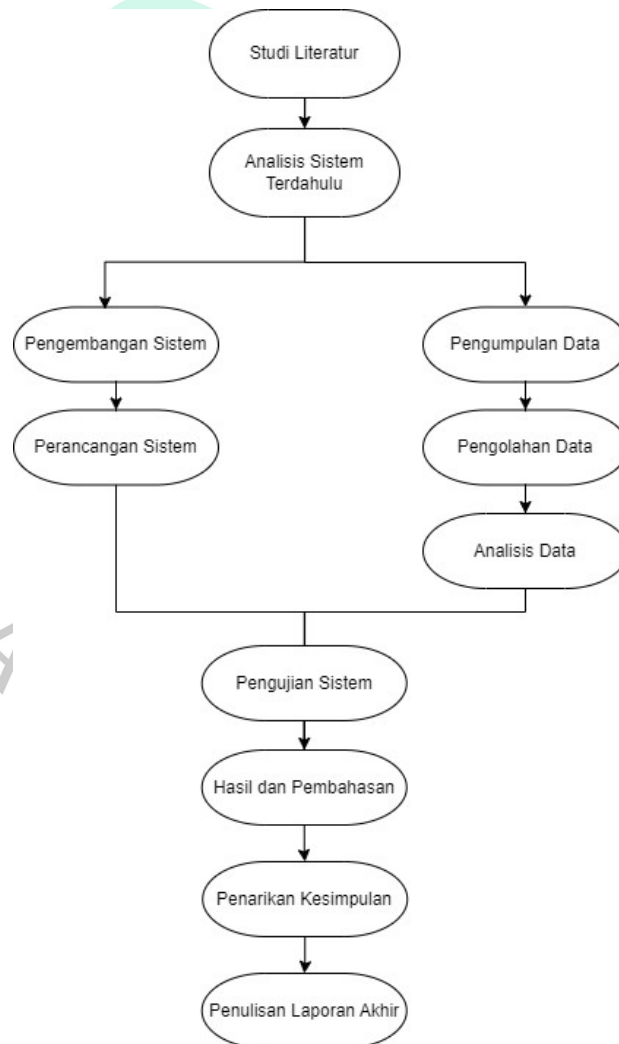 Studi Literatur
Analisis Sistem
Terdahulu
Pengembangan Sistem
Pengumpulan Data
Perancangan Sistem
Pengolahan Data
Analisis Data
Pengujian Sistem
Hasil dan Pembahasan
Penarikan Kesimpulan
Penulisan Laporan Akhir